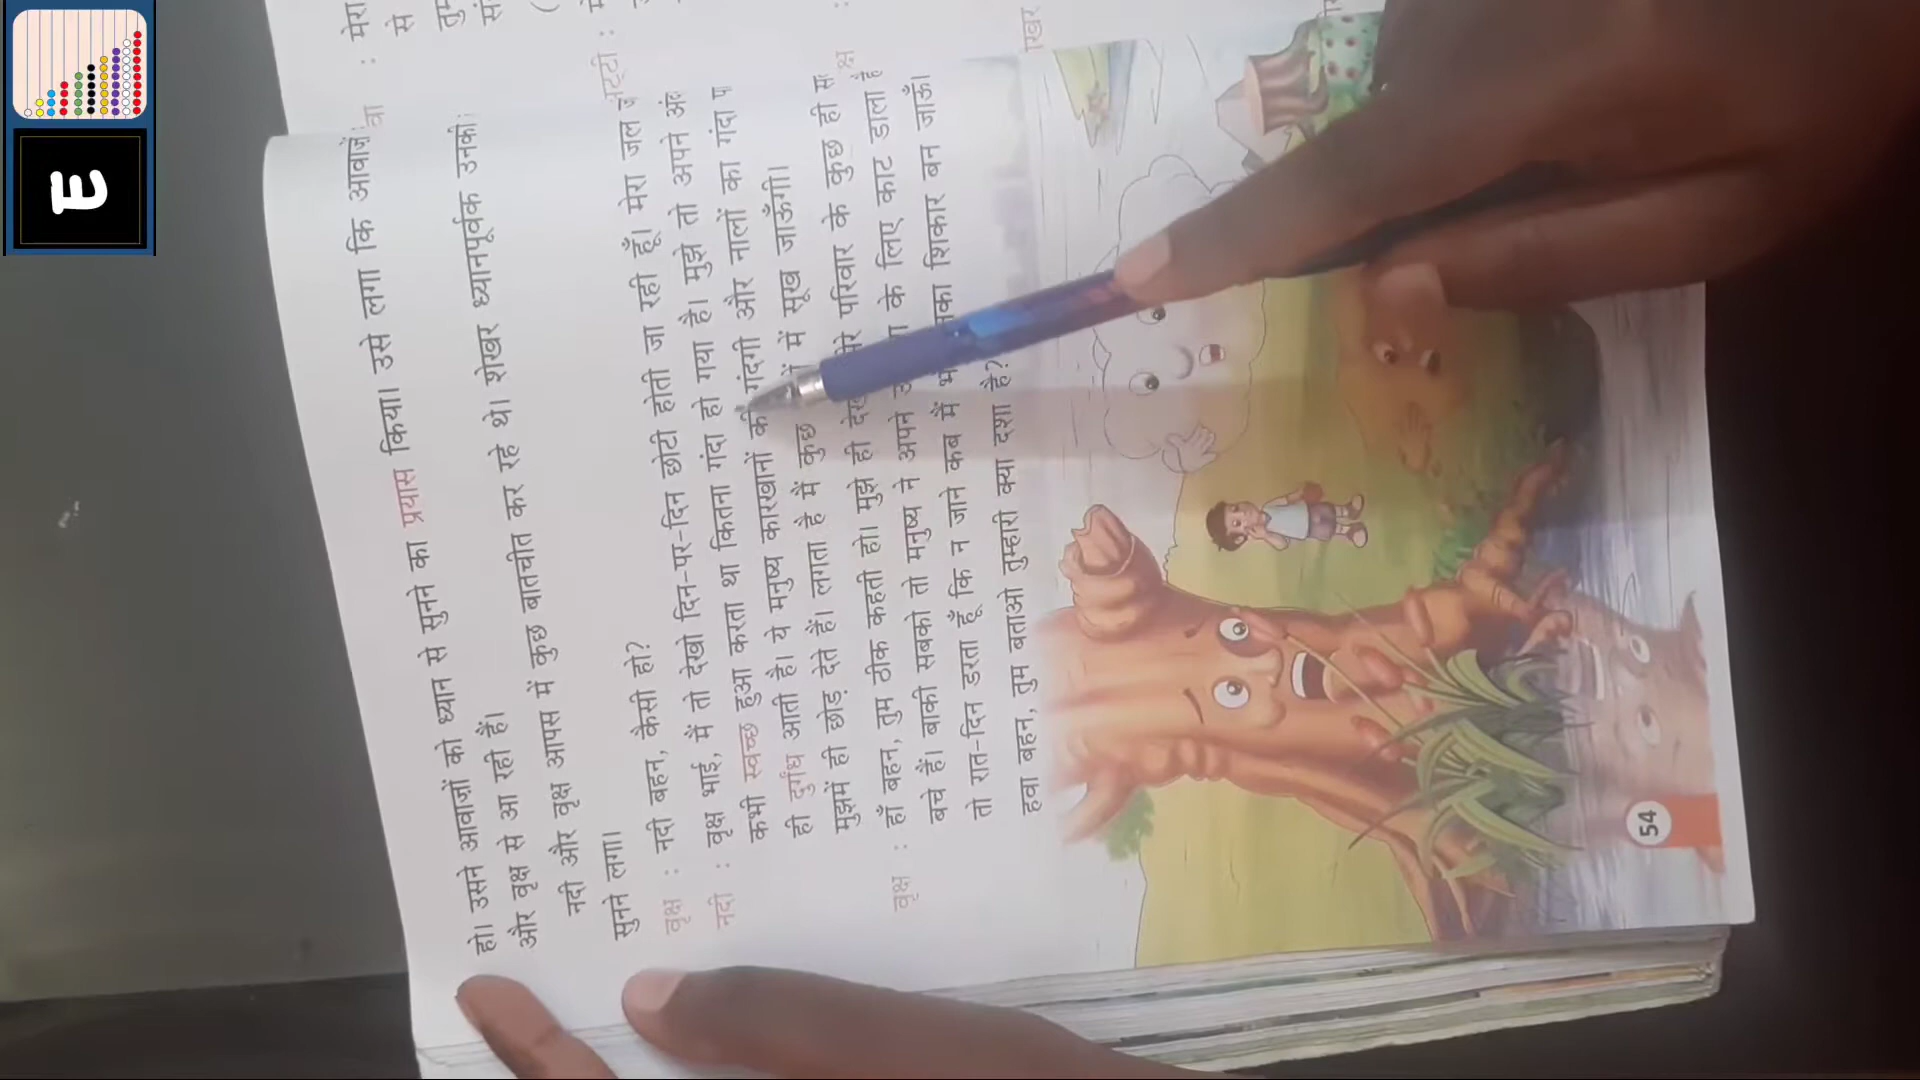 हो। उसने आवाज़ों को ध्यान से सुनने का प्रयास किया। उसे लगा कि आवाज़ें
और वृक्ष से आ रही हैं।
नदी और वृक्ष आपस में कुछ बातचीत कर रहे थे। शेखर ध्यानपूर्वक उनकी
सुनने लगा।
वृक्ष : नदी बहन, कैसी हो?
नदी : वृक्ष भाई, मैं तो देखो दिन-पर-दिन छोटी होती जा रही हूँ। मेरा जल
कभी स्वच्छ हुआ करता था कितना गंदा हो गया है। मुझे तो अपने
ही दुर्गंध आती है। ये मनुष्य कारखानों की गंदगी और नालों का गंदा
मुझमें ही छोड़ देते हैं। लगता है मैं कुछ में सूख जाऊँगी।
वृक्ष : हाँ बहन, तुम ठीक कहती हो। मुझे ही परिवार के कुछ ही
बचे हैं। बाकी सबको तो मनुष्य ने अपने के लिए काट डाला है
तो रात-दिन डरता हूँ कि न जाने कब मैं शिकार बन जाऊँ।
हवा बहन, तुम बताओ तुम्हारी क्या दशा है?
54
मेरा
से
E